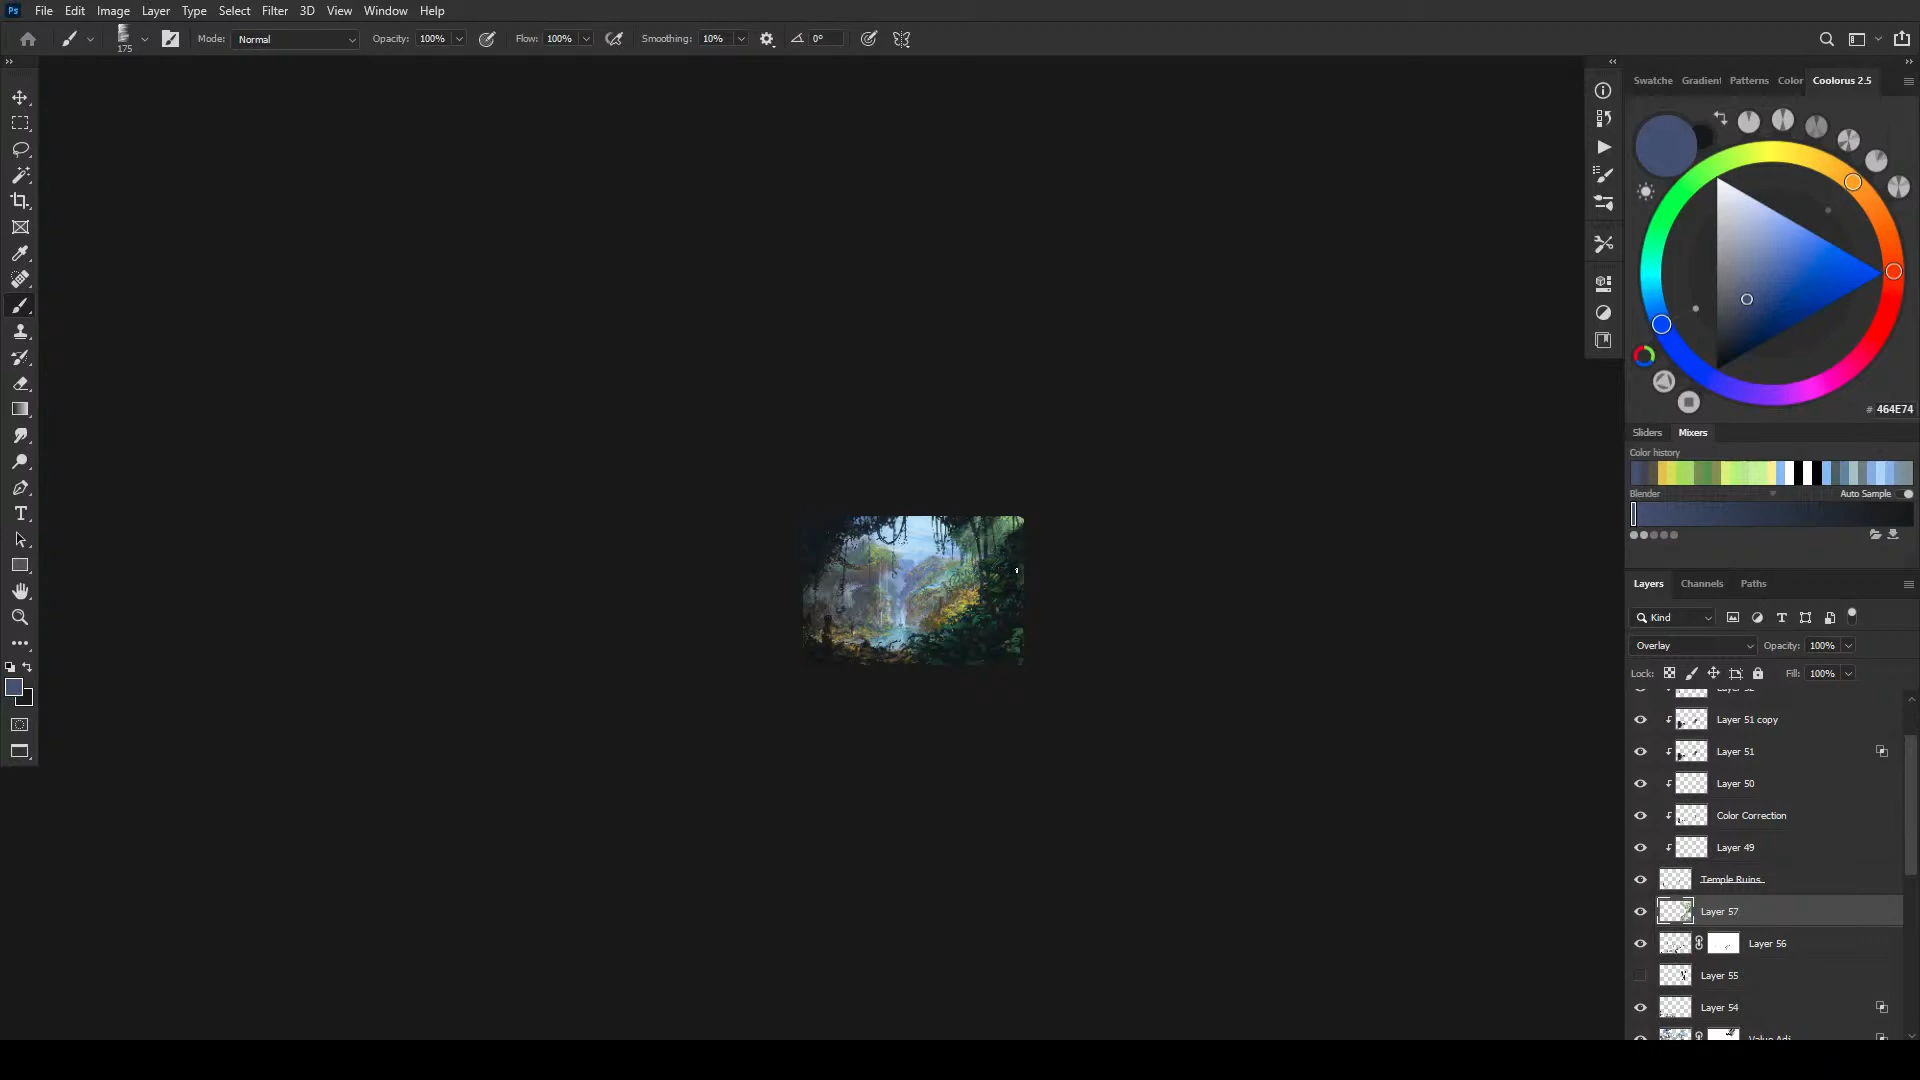 Ps File Edit Image Layer Type Select Filter 3D View Window Help
175 Mode: Normal Opacity: 100% Flow: 100% Smoothing: 10% 0°
Swatche Gradient Patterns Color Coolorus 2.5
# 464E74
Sliders Mixers
Color history
Blender Auto Sample
Layers Channels Paths
Kind
Overlay Opacity: 100%
Lock: Fill: 100%
Layer 51 copy
Layer 51
Layer 50
Color Correction
Layer 49
Temple Ruins
Layer 57
Layer 56
Layer 55
Layer 54
Value Adj